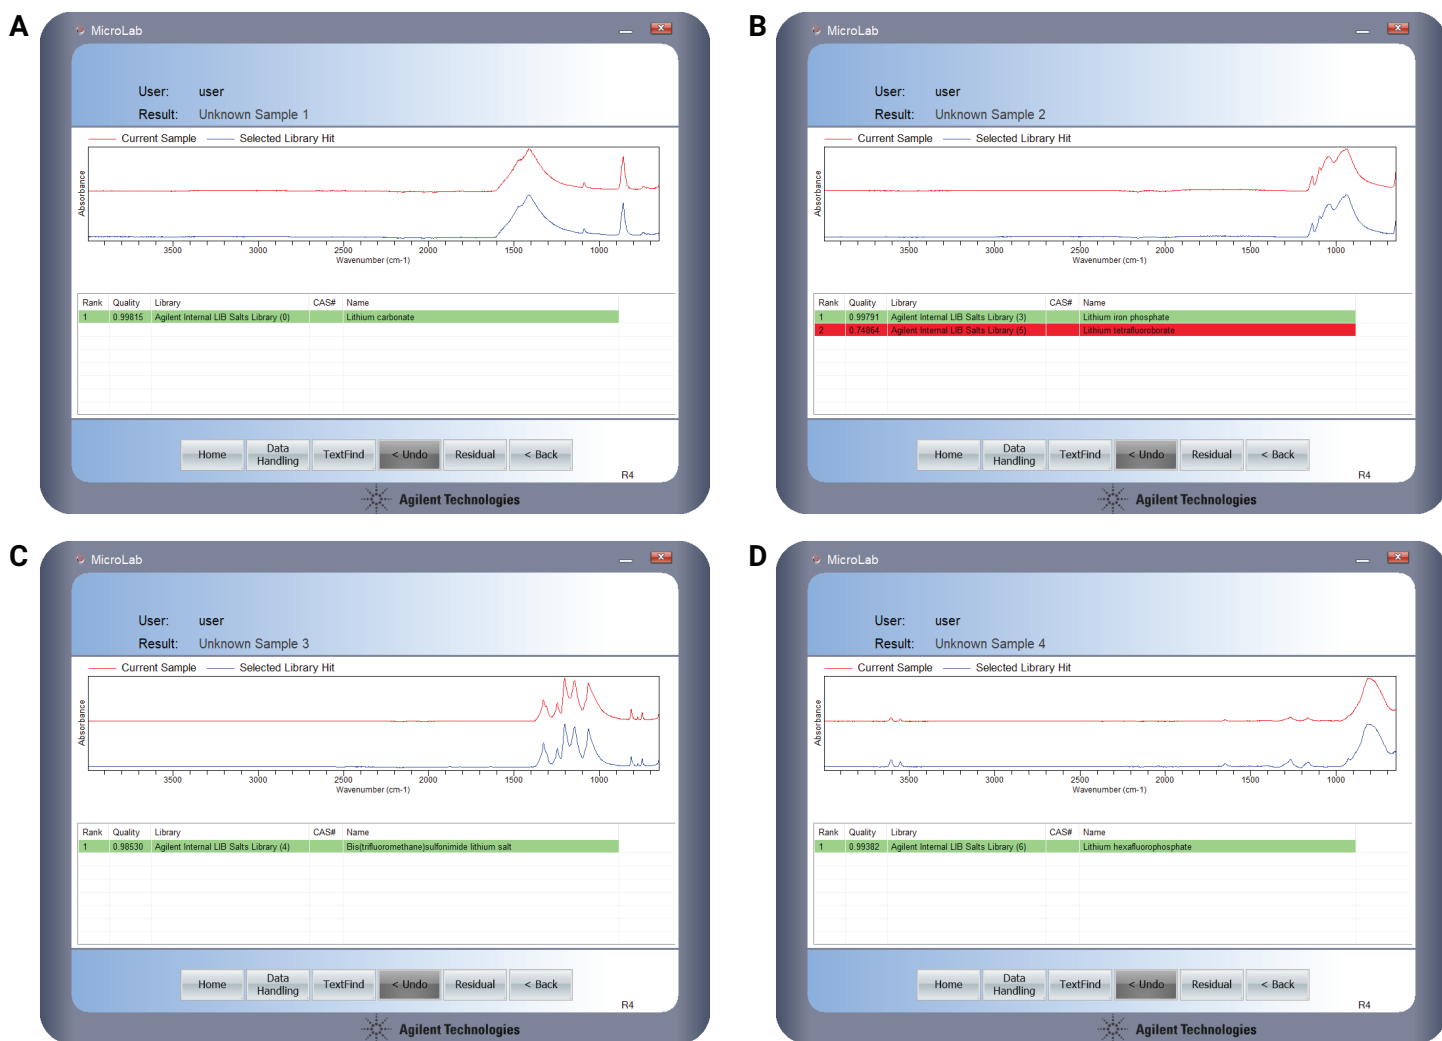 A
MicroLab
User: user
Result: Unknown Sample 1
Current Sample Selected Library Hit
Absorbance
3500 3000 2500 2000 1500 1000
Wavenumber (cm-1)
Rank Quality Library CAS# Name
1 0.99815 Agilent Internal LIB Salts Library (0) Lithium carbonate
Home Data Handling TextFind < Undo Residual < Back
R4
Agilent Technologies
B
MicroLab
User: user
Result: Unknown Sample 2
Current Sample Selected Library Hit
Absorbance
3500 3000 2500 2000 1500 1000
Wavenumber (cm-1)
Rank Quality Library CAS# Name
1 0.99791 Agilent Internal LIB Salts Library (3) Lithium iron phosphate
2 0.74864 Agilent Internal LIB Salts Library (5) Lithium tetrafluoroborate
Home Data Handling TextFind < Undo Residual < Back
R4
Agilent Technologies
C
MicroLab
User: user
Result: Unknown Sample 3
Current Sample Selected Library Hit
Absorbance
3500 3000 2500 2000 1500 1000
Wavenumber (cm-1)
Rank Quality Library CAS# Name
1 0.98530 Agilent Internal LIB Salts Library (4) Bis(trifluoromethane)sulfonimide lithium salt
Home Data Handling TextFind < Undo Residual < Back
R4
Agilent Technologies
D
MicroLab
User: user
Result: Unknown Sample 4
Current Sample Selected Library Hit
Absorbance
3500 3000 2500 2000 1500 1000
Wavenumber (cm-1)
Rank Quality Library CAS# Name
1 0.99382 Agilent Internal LIB Salts Library (6) Lithium hexafluorophosphate
Home Data Handling TextFind < Undo Residual < Back
R4
Agilent Technologies